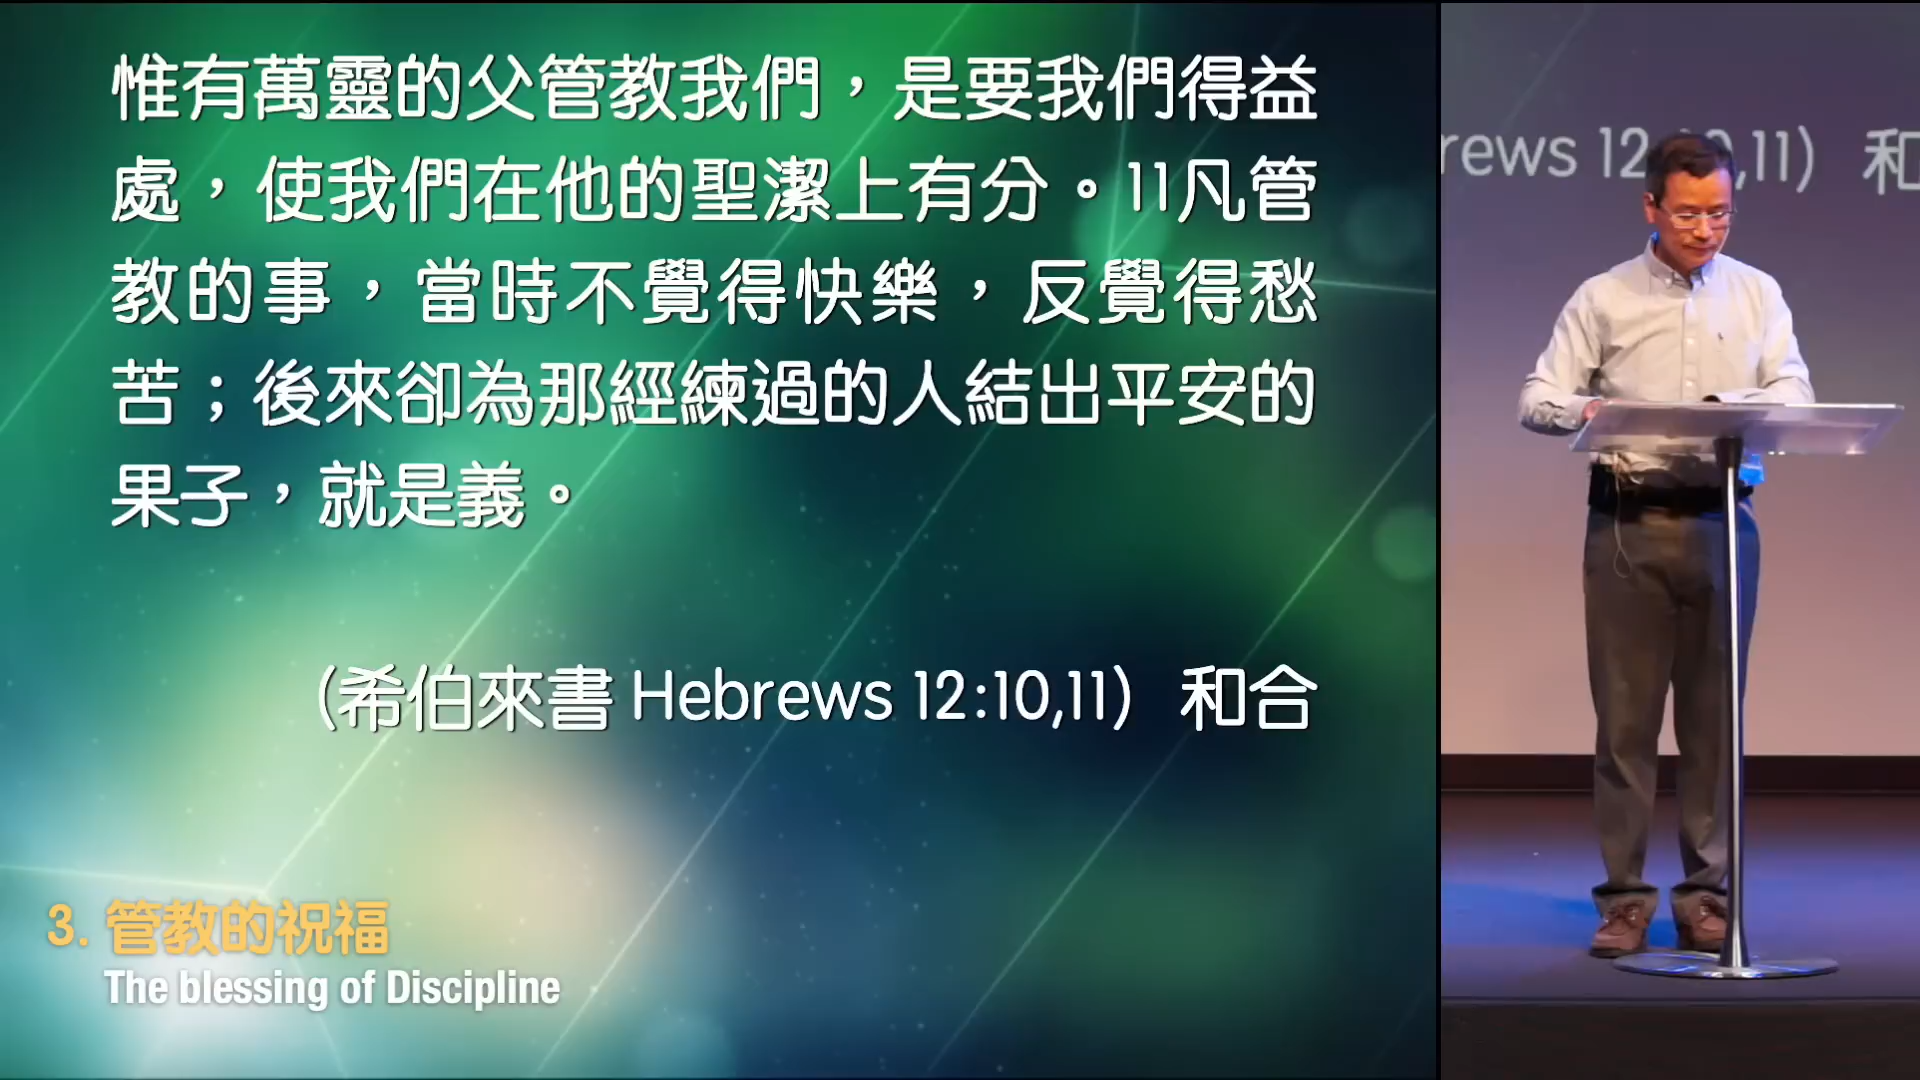 惟有萬靈的父管教我們，是要我們得益
處，使我們在他的聖潔上有分。11凡管
教的事，當時不覺得快樂，反覺得愁
苦；後來卻為那經練過的人結出平安的
果子，就是義。
(希伯來書 Hebrews 12:10,11) 和合
3. 管教的祝福
The blessing of Discipline
rews 12:10,11) 和